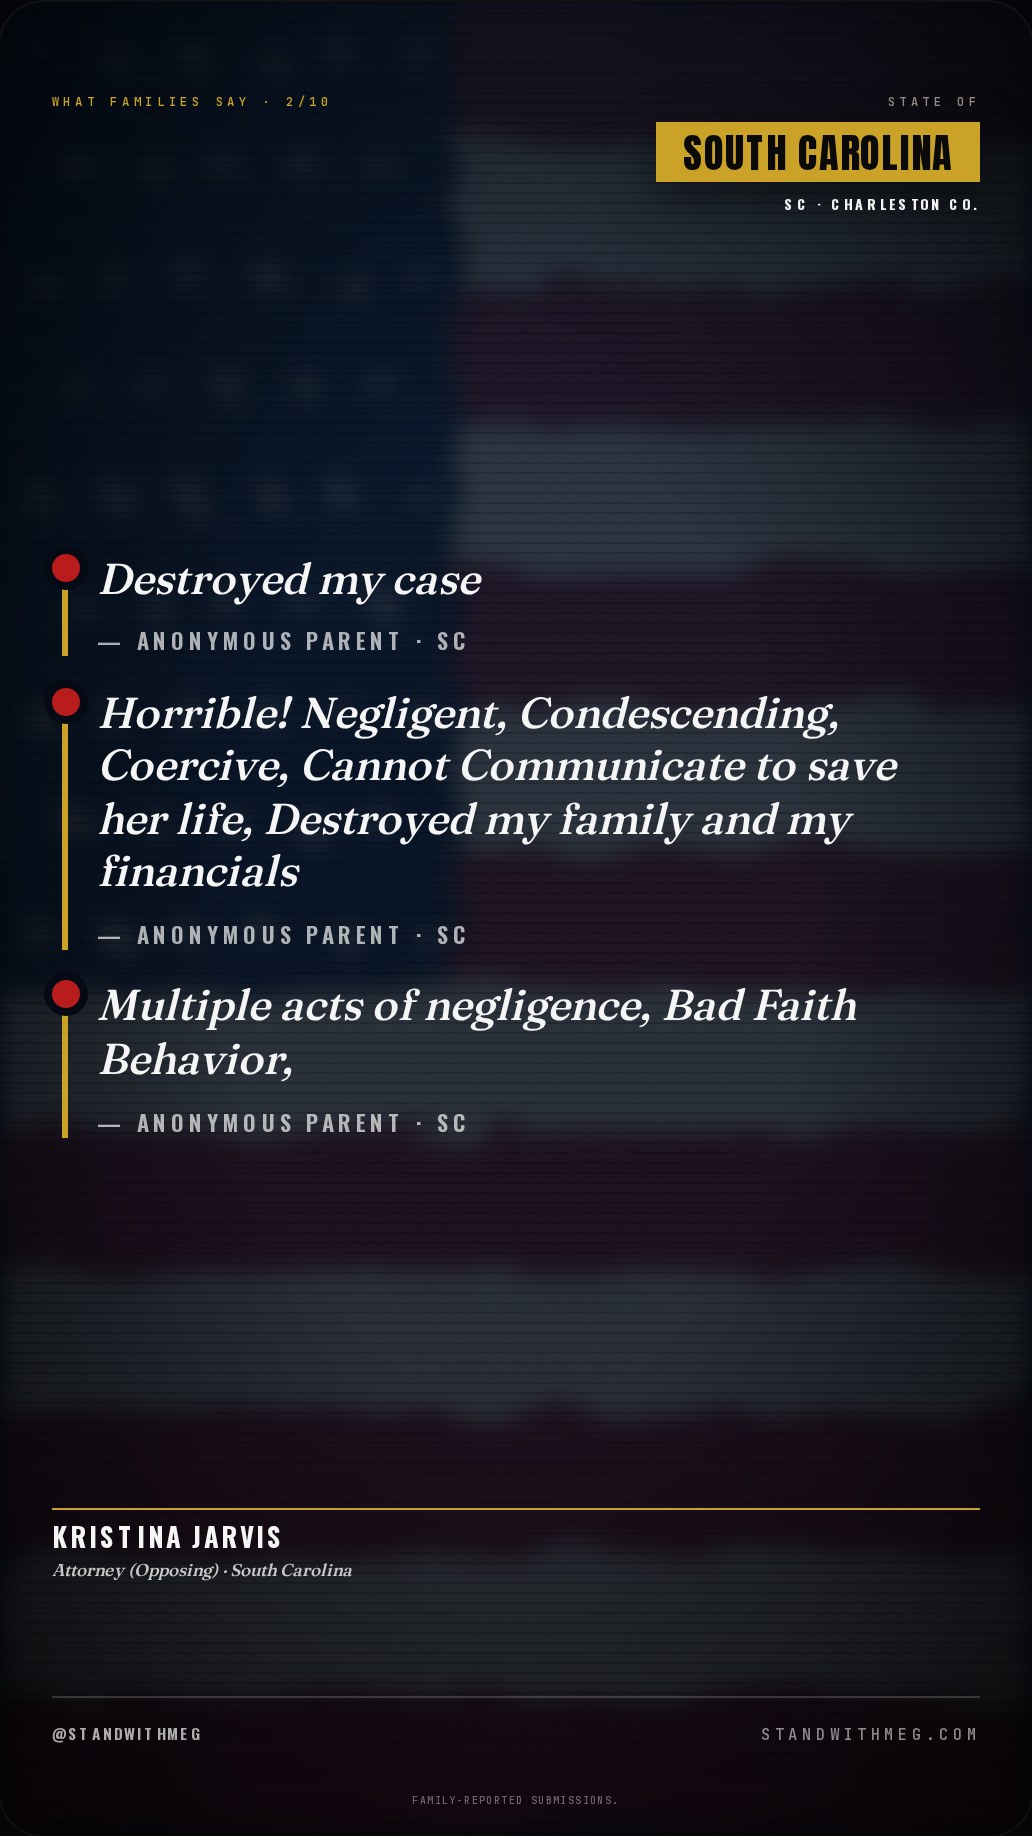 WHAT FAMILIES SAY · 2/10
STATE OF
SOUTH CAROLINA
SC · CHARLESTON CO.
Destroyed my case
— ANONYMOUS PARENT · SC
Horrible! Negligent, Condescending,
Coercive, Cannot Communicate to save
her life, Destroyed my family and my
financials
— ANONYMOUS PARENT · SC
Multiple acts of negligence, Bad Faith
Behavior,
— ANONYMOUS PARENT · SC
KRISTINA JARVIS
Attorney (Opposing) · South Carolina
@STANDWITHMEG
STANDWITHMEG.COM
FAMILY-REPORTED SUBMISSIONS.